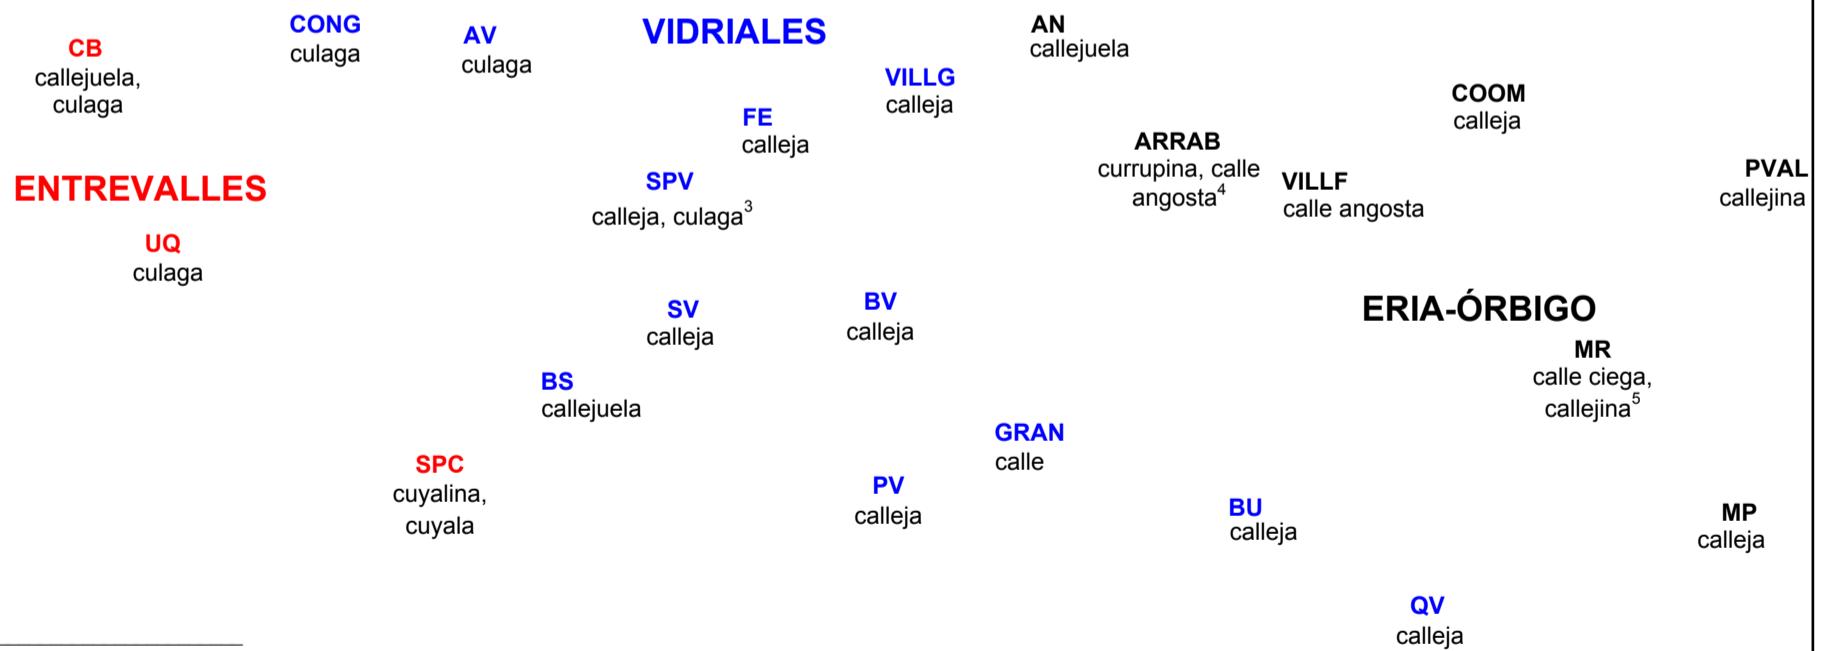 CONG
culaga
AV
culaga
VIDRIALES
AN
callejuela
CB
callejuela,
culaga
VILLG
calleja
COOM
calleja
FE
calleja
ARRAB
currupina, calle
angosta⁴
PVAL
callejina
ENTREVALLES
SPV
calleja, culaga³
VILLF
calle angosta
UQ
culaga
SV
calleja
BV
calleja
ERIA-ÓRBIGO
MR
calle ciega,
callejina⁵
BS
callejuela
GRAN
calle
SPC
cuyalina,
cuyala
PV
calleja
BU
calleja
MP
calleja
QV
calleja